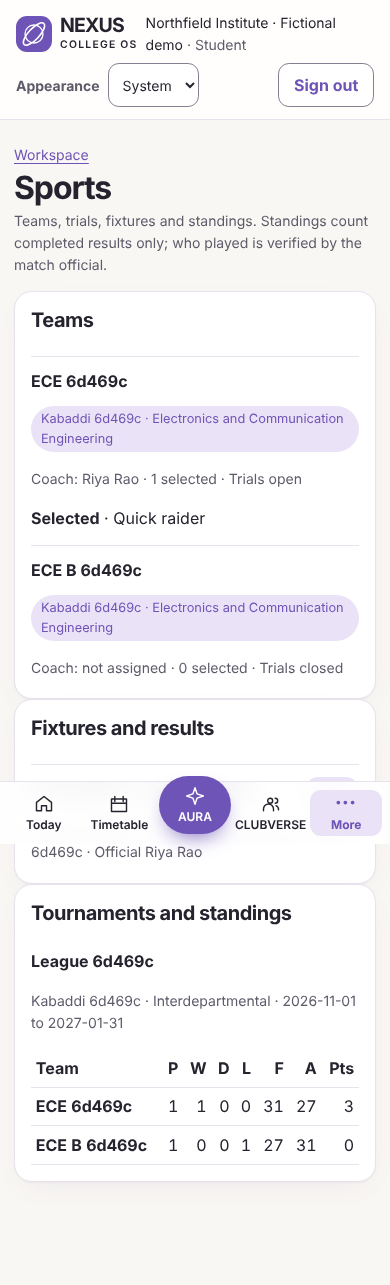 NEXUS
COLLEGE OS
Northfield Institute · Fictional
demo · Student
Appearance
System
Sign out
Workspace
Sports
Teams, trials, fixtures and standings. Standings count
completed results only; who played is verified by the
match official.
Teams
ECE 6d469c
Kabaddi 6d469c · Electronics and Communication
Engineering
Coach: Riya Rao · 1 selected · Trials open
Selected · Quick raider
ECE B 6d469c
Kabaddi 6d469c · Electronics and Communication
Engineering
Coach: not assigned · 0 selected · Trials closed
Fixtures and results
Today
Timetable
AURA
CLUBVERSE
More
6d469c · Official Riya Rao
Tournaments and standings
League 6d469c
Kabaddi 6d469c · Interdepartmental · 2026-11-01
to 2027-01-31
Team P W D L F A Pts
ECE 6d469c 1 1 0 0 31 27 3
ECE B 6d469c 1 0 0 1 27 31 0